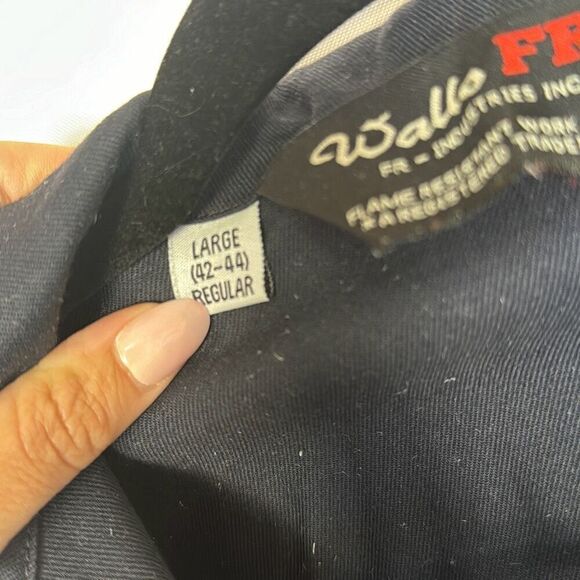 Walls FR
FR - INDUSTRIES INC
FLAME RESISTANT WORK
A REGISTERED TRADE
LARGE
(42-44)
REGULAR